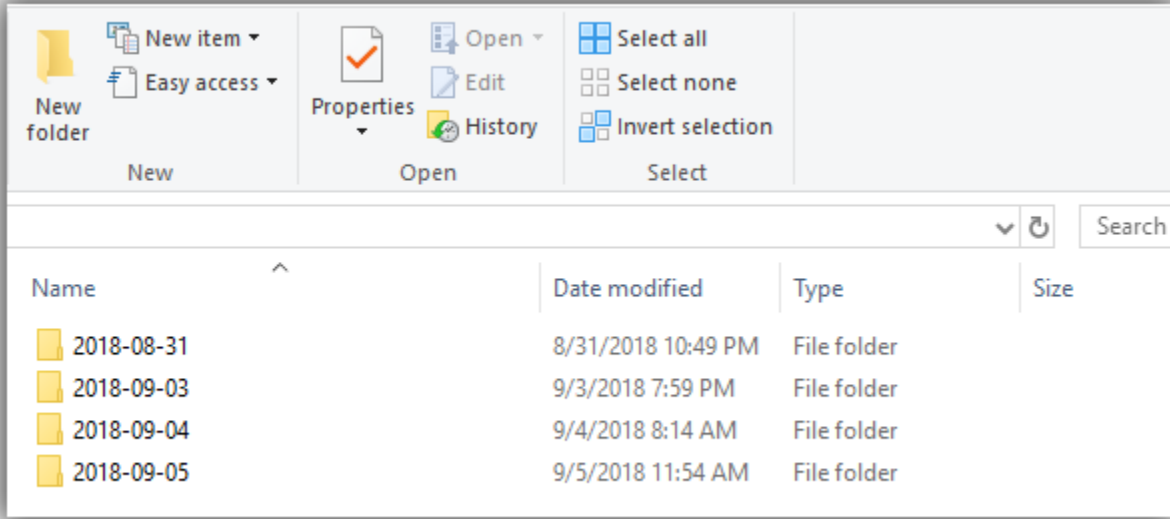 New item
Easy access
New folder
New
Properties
Open
Edit
History
Open
Select all
Select none
Invert selection
Select
Search
Name Date modified Type Size
2018-08-31 8/31/2018 10:49 PM File folder
2018-09-03 9/3/2018 7:59 PM File folder
2018-09-04 9/4/2018 8:14 AM File folder
2018-09-05 9/5/2018 11:54 AM File folder